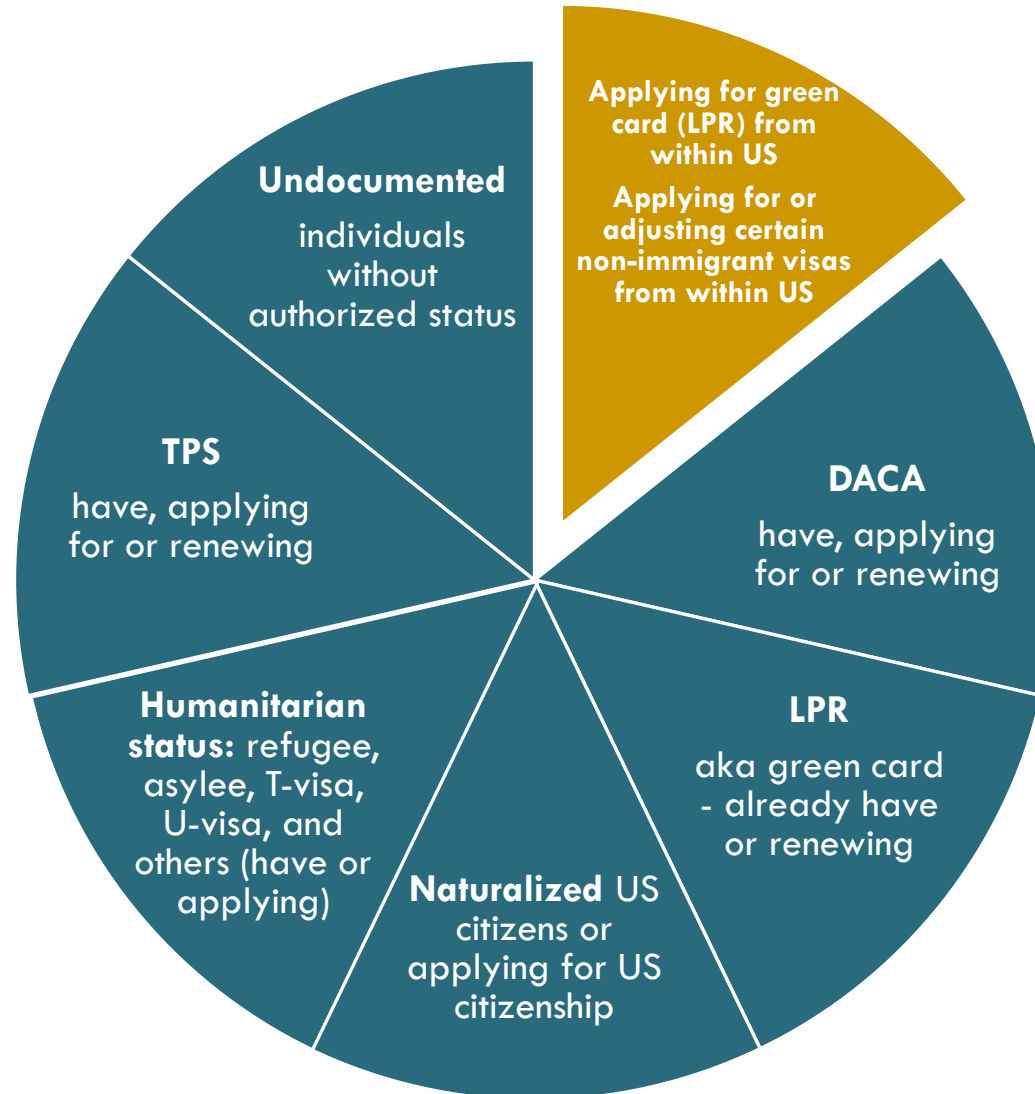 Applying for green
card (LPR) from
within US
Applying for or
adjusting certain
non-immigrant visas
from within US
DACA
have, applying
for or renewing
LPR
aka green card
- already have
or renewing
Naturalized US
citizens or
applying for US
citizenship
Humanitarian
status: refugee,
asylee, T-visa,
U-visa, and
others (have or
applying)
TPS
have, applying
for or renewing
Undocumented
individuals
without
authorized status